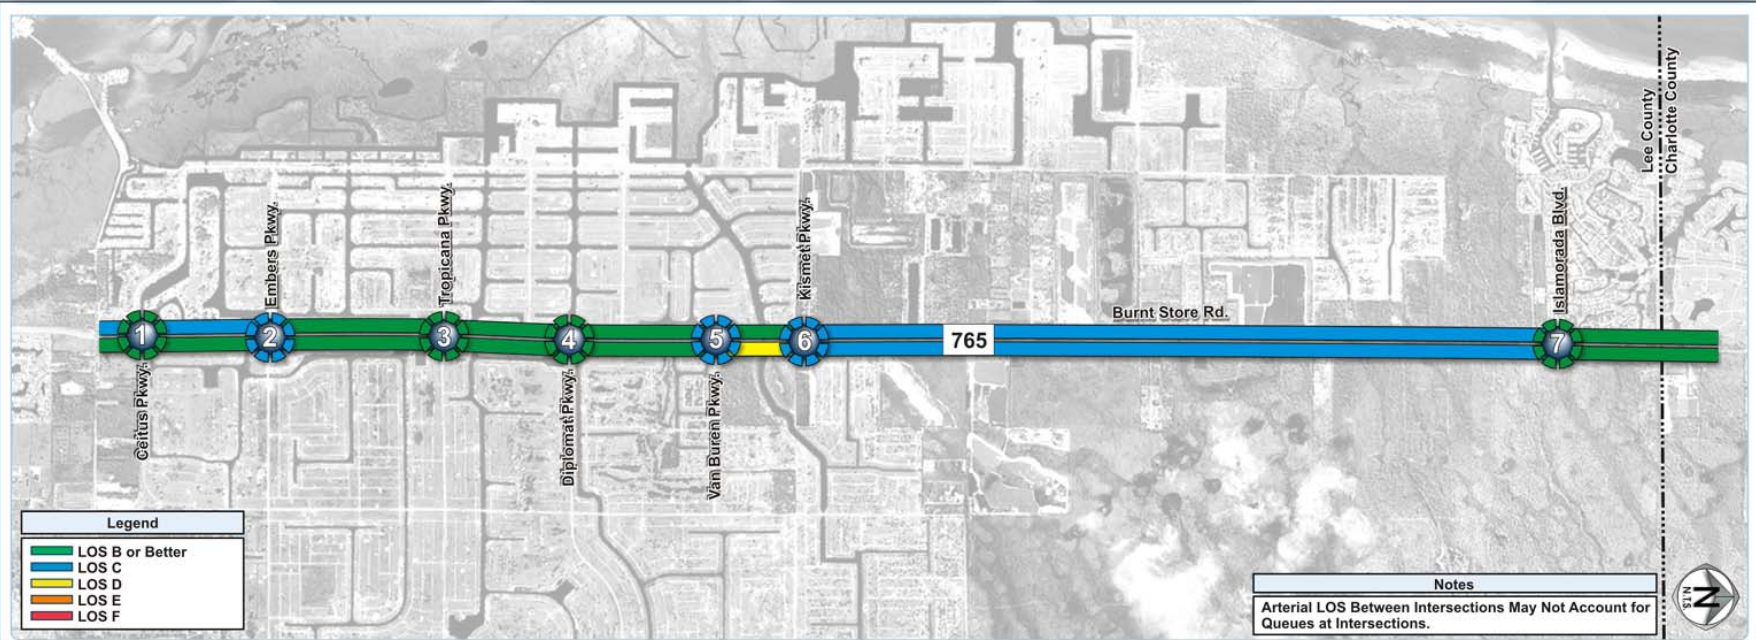 Lee County
Charlotte County
Embers Pkwy.
Tropicana Pkwy.
Kismet Pkwy.
Islamorada Blvd.
Burnt Store Rd.
1
2
3
4
5
6
765
7
Ceitus Pkwy.
Diplomat Pkwy.
Van Buren Pkwy.
Legend
LOS B or Better
LOS C
LOS D
LOS E
LOS F
Notes
Arterial LOS Between Intersections May Not Account for
Queues at Intersections.
N
N.T.S.